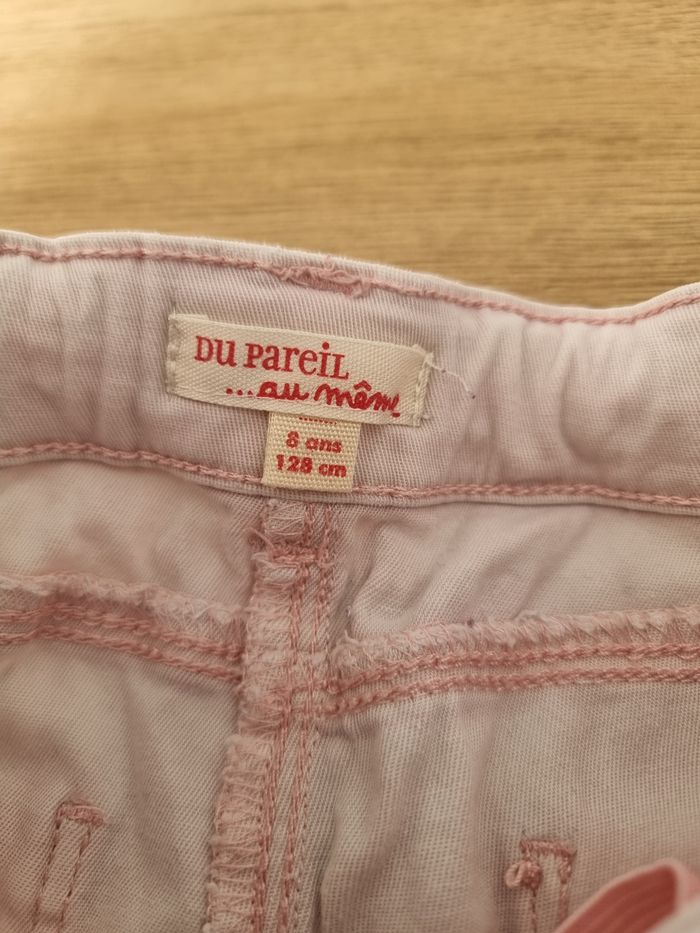 DU PAREIL
...au même
8 ans
128 cm